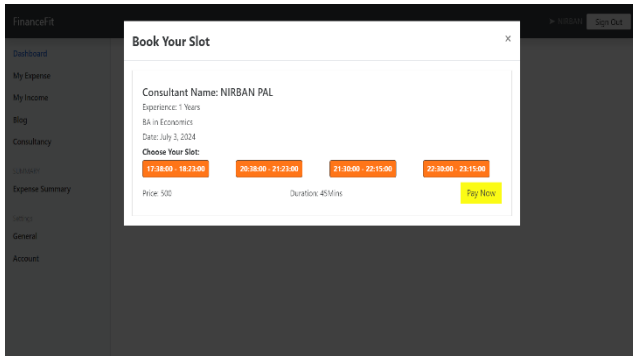 FinanceFit
NIRBAN
Sign Out
Dashboard
My Expense
My Income
Blog
Consultancy
Expense Summary
General
Account
Book Your Slot
×
Consultant Name: NIRBAN PAL
Experience: 1 Years
BA in Economics
Date: July 3, 2024
Choose Your Slot:
17:38:00 - 18:23:00 20:38:00 - 21:23:00 21:30:00 - 22:15:00 22:30:00 - 23:15:00
Price: 500 Duration: 45Mins Pay Now